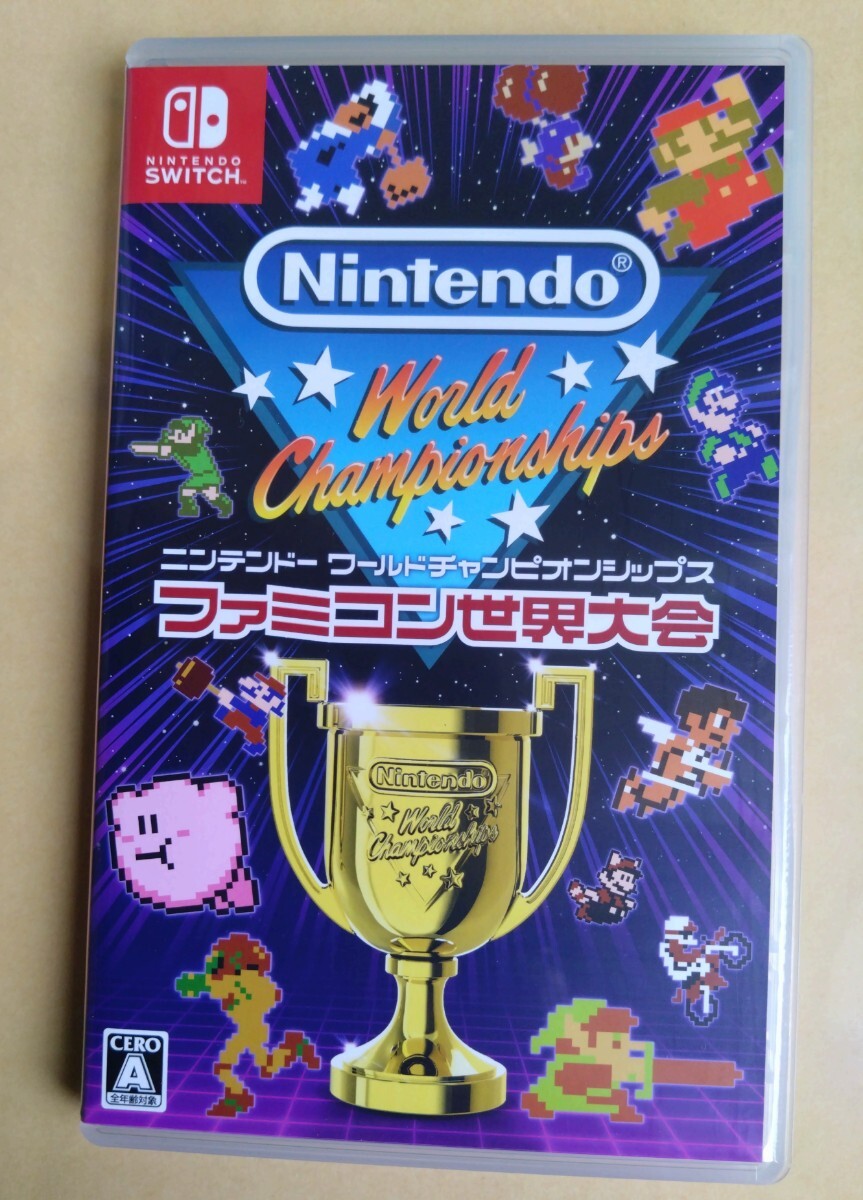 NINTENDO
SWITCH™
Nintendo®
World
Championships
ニンテンドー ワールドチャンピオンシップス
ファミコン世界大会
Nintendo
World
Championships
CERO
A
全年齢対象